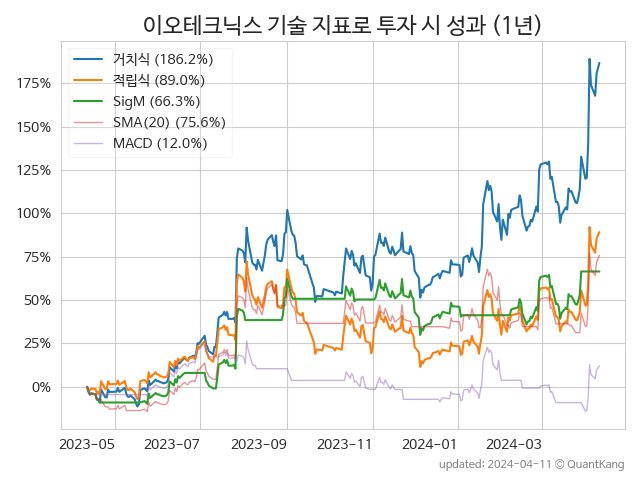 이오테크닉스 기술 지표로 투자 시 성과 (1년)
거치식 (186.2%)
적립식 (89.0%)
SigM (66.3%)
SMA(20) (75.6%)
MACD (12.0%)
175%
150%
125%
100%
75%
50%
25%
0%
2023-05 2023-07 2023-09 2023-11 2024-01 2024-03
updated: 2024-04-11 © QuantKang